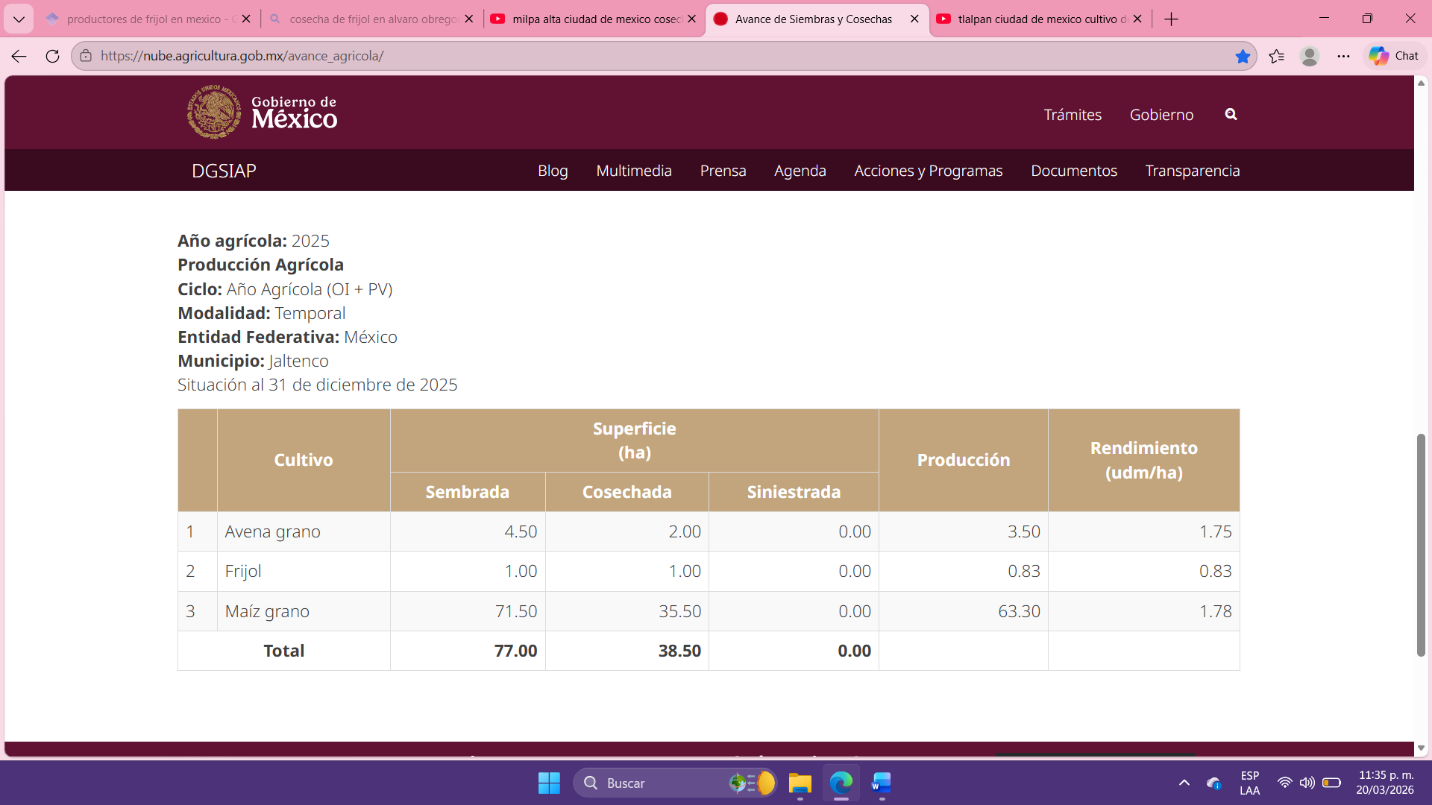 productores de frijol en mexico - C
cosecha de frijol en alvaro obrego
milpa alta ciudad de mexico cosec
Avance de Siembras y Cosechas
tlalpan ciudad de mexico cultivo d
https://nube.agricultura.gob.mx/avance_agricola/
Chat
ESTADOS UNIDOS MEXICANOS
Gobierno de
México
Trámites Gobierno
DGSIAP Blog Multimedia Prensa Agenda Acciones y Programas Documentos Transparencia
Año agrícola: 2025
Producción Agrícola
Ciclo: Año Agrícola (OI + PV)
Modalidad: Temporal
Entidad Federativa: México
Municipio: Jaltenco
Situación al 31 de diciembre de 2025
Cultivo
Superficie
(ha)
Producción
Rendimiento
(udm/ha)
Sembrada Cosechada Siniestrada
1 Avena grano 4.50 2.00 0.00 3.50 1.75
2 Frijol 1.00 1.00 0.00 0.83 0.83
3 Maíz grano 71.50 35.50 0.00 63.30 1.78
Total 77.00 38.50 0.00
Buscar
ESP
LAA
11:35 p. m.
20/03/2026